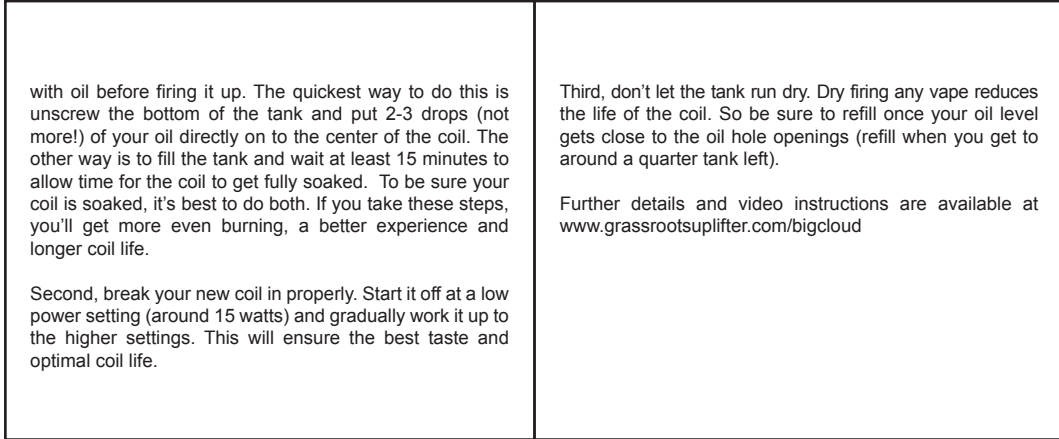 with oil before firing it up. The quickest way to do this is
unscrew the bottom of the tank and put 2-3 drops (not
more!) of your oil directly on to the center of the coil. The
other way is to fill the tank and wait at least 15 minutes to
allow time for the coil to get fully soaked.  To be sure your
coil is soaked, it's best to do both. If you take these steps,
you'll get more even burning, a better experience and
longer coil life.

Second, break your new coil in properly. Start it off at a low
power setting (around 15 watts) and gradually work it up to
the higher settings. This will ensure the best taste and
optimal coil life.

Third, don't let the tank run dry. Dry firing any vape reduces
the life of the coil. So be sure to refill once your oil level
gets close to the oil hole openings (refill when you get to
around a quarter tank left).

Further details and video instructions are available at
www.grassrootsuplifter.com/bigcloud